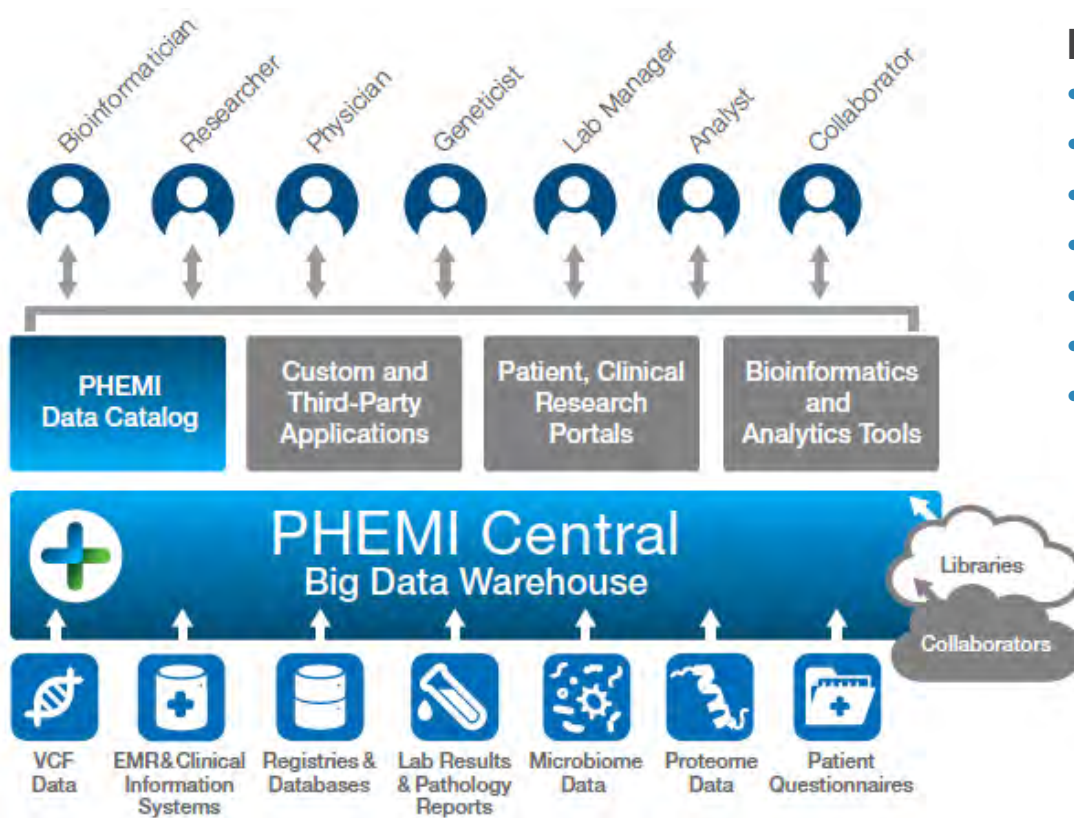 Bioinformatician
Researcher
Physician
Geneticist
Lab Manager
Analyst
Collaborator
PHEMI
Data Catalog
Custom and
Third-Party
Applications
Patient, Clinical
Research
Portals
Bioinformatics
and
Analytics Tools
PHEMI Central
Big Data Warehouse
Libraries
Collaborators
VCF
Data
EMR&Clinical
Information
Systems
Registries &
Databases
Lab Results
& Pathology
Reports
Microbiome
Data
Proteome
Data
Patient
Questionnaires